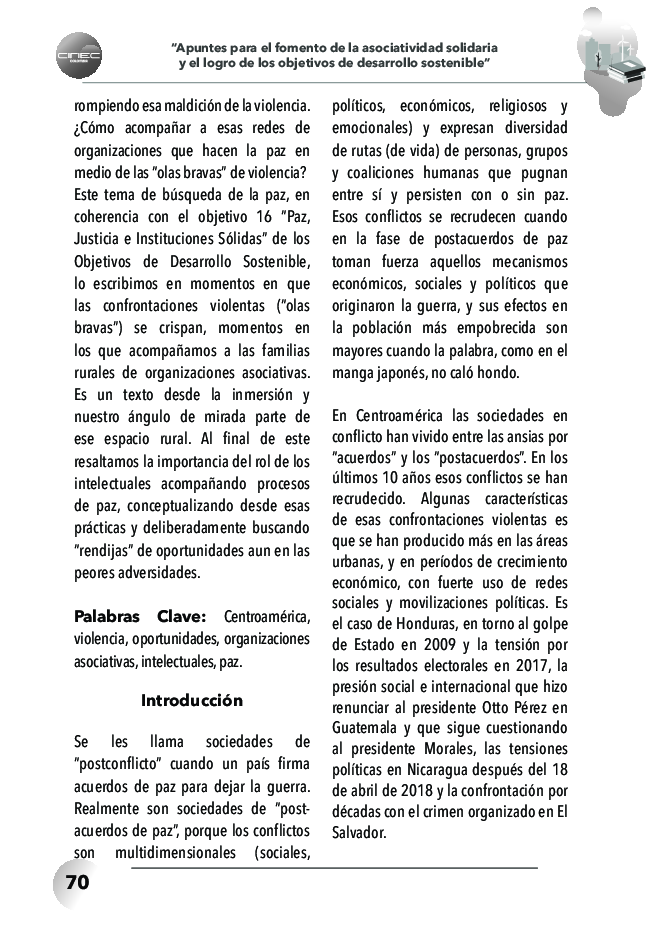 CINEC
COLOMBIA
“Apuntes para el fomento de la asociatividad solidaria
y el logro de los objetivos de desarrollo sostenible”
rompiendo esa maldición de la violencia.
¿Cómo acompañar a esas redes de
organizaciones que hacen la paz en
medio de las "olas bravas" de violencia?
Este tema de búsqueda de la paz, en
coherencia con el objetivo 16 "Paz,
Justicia e Instituciones Sólidas" de los
Objetivos de Desarrollo Sostenible,
lo escribimos en momentos en que
las confrontaciones violentas ("olas
bravas") se crispan, momentos en
los que acompañamos a las familias
rurales de organizaciones asociativas.
Es un texto desde la inmersión y
nuestro ángulo de mirada parte de
ese espacio rural. Al final de este
resaltamos la importancia del rol de los
intelectuales acompañando procesos
de paz, conceptualizando desde esas
prácticas y deliberadamente buscando
"rendijas" de oportunidades aun en las
peores adversidades.
Palabras Clave: Centroamérica,
violencia, oportunidades, organizaciones
asociativas, intelectuales, paz.
Introducción
Se les llama sociedades de
"postconflicto" cuando un país firma
acuerdos de paz para dejar la guerra.
Realmente son sociedades de "post-
acuerdos de paz", porque los conflictos
son multidimensionales (sociales,
políticos, económicos, religiosos y
emocionales) y expresan diversidad
de rutas (de vida) de personas, grupos
y coaliciones humanas que pugnan
entre sí y persisten con o sin paz.
Esos conflictos se recrudecen cuando
en la fase de postacuerdos de paz
toman fuerza aquellos mecanismos
económicos, sociales y políticos que
originaron la guerra, y sus efectos en
la población más empobrecida son
mayores cuando la palabra, como en el
manga japonés, no caló hondo.
En Centroamérica las sociedades en
conflicto han vivido entre las ansias por
"acuerdos" y los "postacuerdos". En los
últimos 10 años esos conflictos se han
recrudecido. Algunas características
de esas confrontaciones violentas es
que se han producido más en las áreas
urbanas, y en períodos de crecimiento
económico, con fuerte uso de redes
sociales y movilizaciones políticas. Es
el caso de Honduras, en torno al golpe
de Estado en 2009 y la tensión por
los resultados electorales en 2017, la
presión social e internacional que hizo
renunciar al presidente Otto Pérez en
Guatemala y que sigue cuestionando
al presidente Morales, las tensiones
políticas en Nicaragua después del 18
de abril de 2018 y la confrontación por
décadas con el crimen organizado en El
Salvador.
70